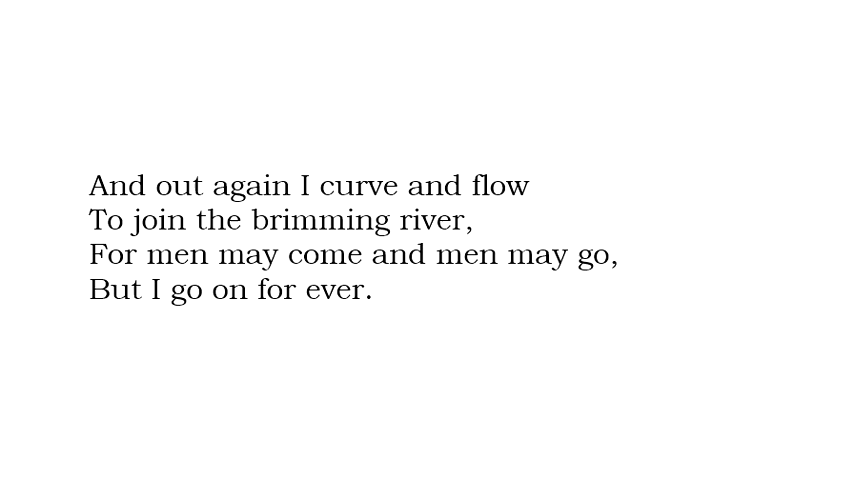 And out again I curve and flow
To join the brimming river,
For men may come and men may go,
But I go on for ever.